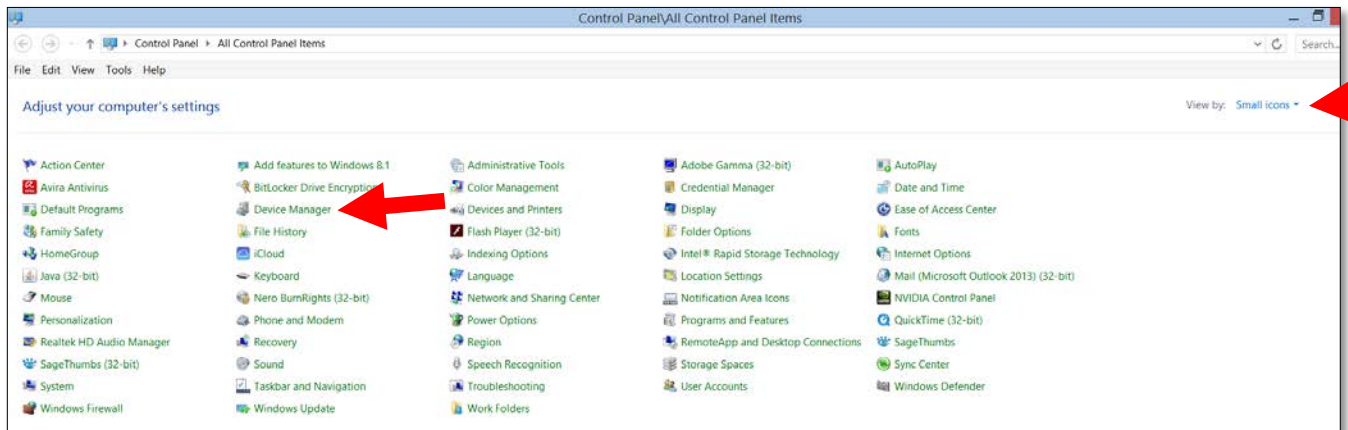 Control Panel\All Control Panel Items
Control Panel ▸ All Control Panel Items Search...
File Edit View Tools Help
Adjust your computer's settings View by: Small icons
Action Center Add features to Windows 8.1 Administrative Tools Adobe Gamma (32-bit) AutoPlay
Avira Antivirus BitLocker Drive Encryption Color Management Credential Manager Date and Time
Default Programs Device Manager Devices and Printers Display Ease of Access Center
Family Safety File History Flash Player (32-bit) Folder Options Fonts
HomeGroup iCloud Indexing Options Intel® Rapid Storage Technology Internet Options
Java (32-bit) Keyboard Language Location Settings Mail (Microsoft Outlook 2013) (32-bit)
Mouse Nero BurnRights (32-bit) Network and Sharing Center Notification Area Icons NVIDIA Control Panel
Personalization Phone and Modem Power Options Programs and Features QuickTime (32-bit)
Realtek HD Audio Manager Recovery Region RemoteApp and Desktop Connections SageThumbs
SageThumbs (32-bit) Sound Speech Recognition Storage Spaces Sync Center
System Taskbar and Navigation Troubleshooting User Accounts Windows Defender
Windows Firewall Windows Update Work Folders